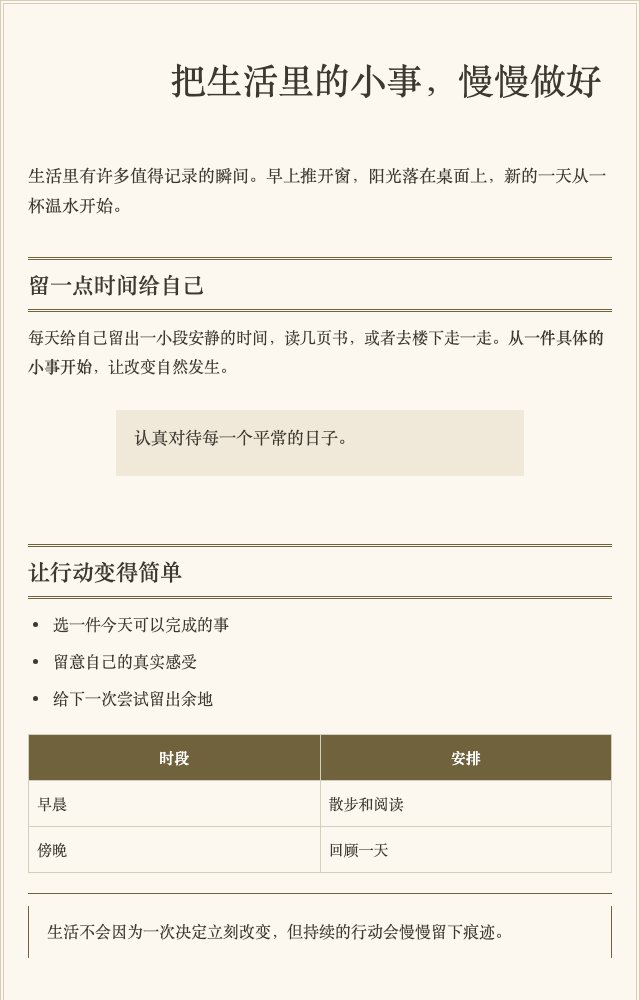 把生活里的小事，慢慢做好
生活里有许多值得记录的瞬间。早上推开窗，阳光落在桌面上，新的一天从一
杯温水开始。
留一点时间给自己
每天给自己留出一小段安静的时间，读几页书，或者去楼下走一走。从一件具体的
小事开始，让改变自然发生。
认真对待每一个平常的日子。
让行动变得简单
• 选一件今天可以完成的事
• 留意自己的真实感受
• 给下一次尝试留出余地
时段 安排
早晨 散步和阅读
傍晚 回顾一天
生活不会因为一次决定立刻改变，但持续的行动会慢慢留下痕迹。